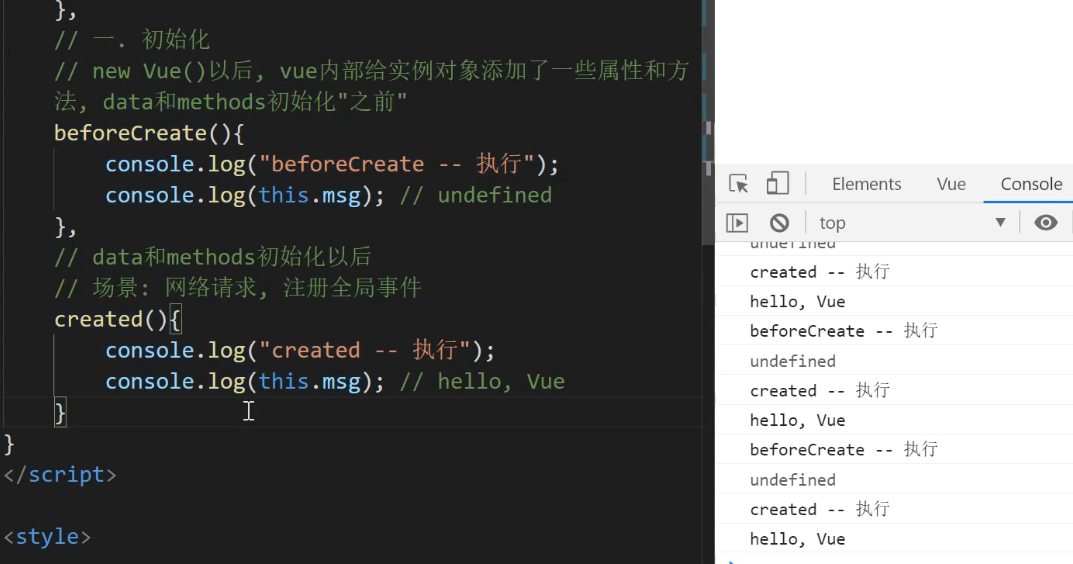 },
// 一. 初始化
// new Vue()以后, vue内部给实例对象添加了一些属性和方
法, data和methods初始化"之前"
beforeCreate(){
console.log("beforeCreate -- 执行");
console.log(this.msg); // undefined
},
// data和methods初始化以后
// 场景: 网络请求, 注册全局事件
created(){
console.log("created -- 执行");
console.log(this.msg); // hello, Vue
}
}
</script>
<style>
Elements Vue Console
top
undefined
created -- 执行
hello, Vue
beforeCreate -- 执行
undefined
created -- 执行
hello, Vue
beforeCreate -- 执行
undefined
created -- 执行
hello, Vue